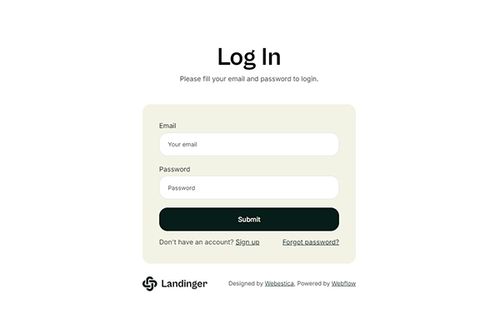 Log In
Please fill your email and password to login.
Email
Your email
Password
Password
Submit
Don't have an account? Sign up
Forgot password?
Landinger
Designed by Webestica, Powered by Webflow